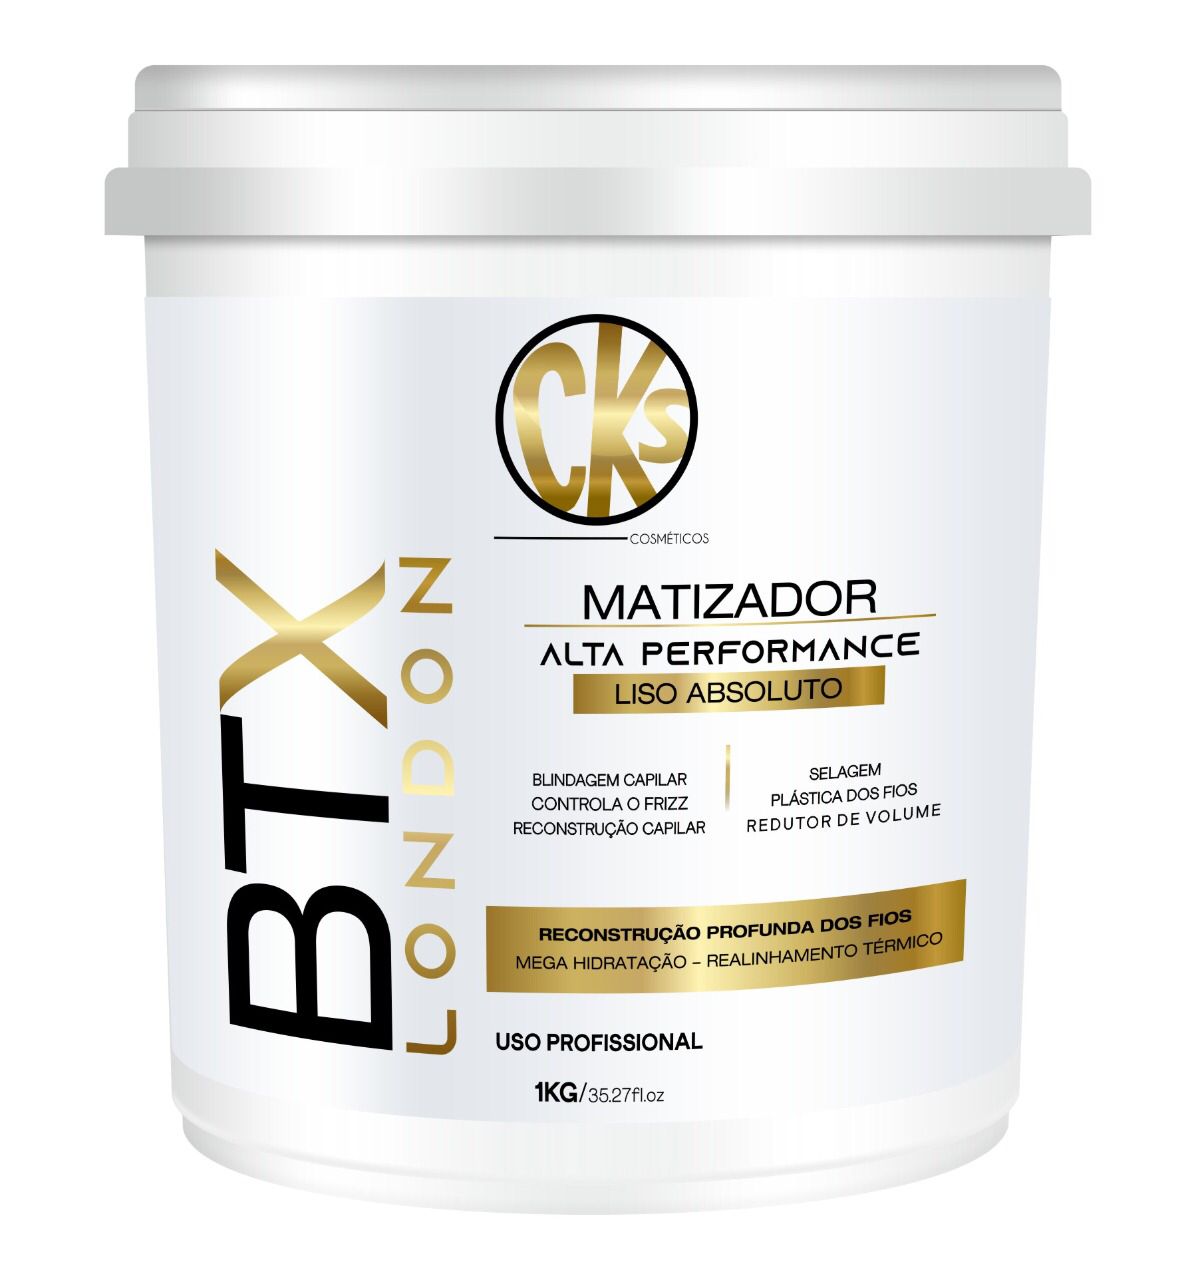 CKs
COSMÉTICOS
BTX
LONDON
MATIZADOR
ALTA PERFORMANCE
LISO ABSOLUTO
BLINDAGEM CAPILAR
CONTROLA O FRIZZ
RECONSTRUÇÃO CAPILAR
SELAGEM
PLÁSTICA DOS FIOS
REDUTOR DE VOLUME
RECONSTRUÇÃO PROFUNDA DOS FIOS
MEGA HIDRATAÇÃO – REALINHAMENTO TÉRMICO
USO PROFISSIONAL
1KG/35.27fl.oz